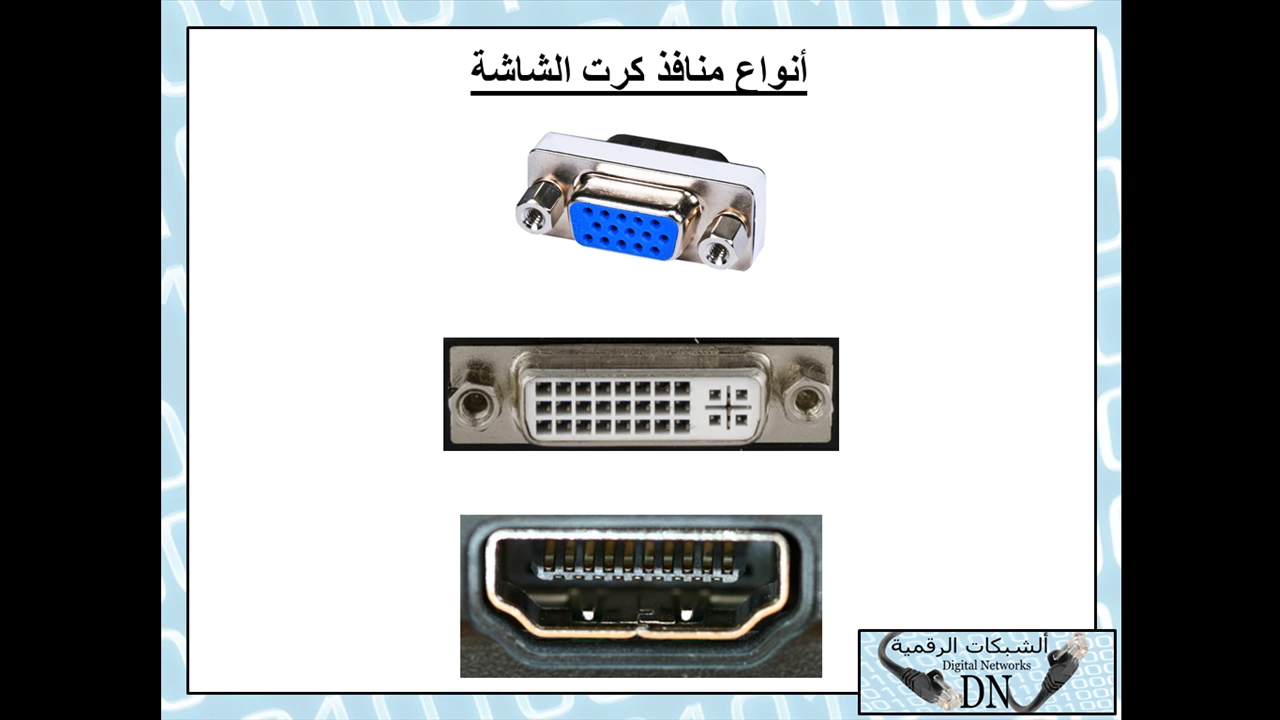 أنواع منافذ كرت الشاشة
ألشبكات الرقمية
Digital Networks
DN